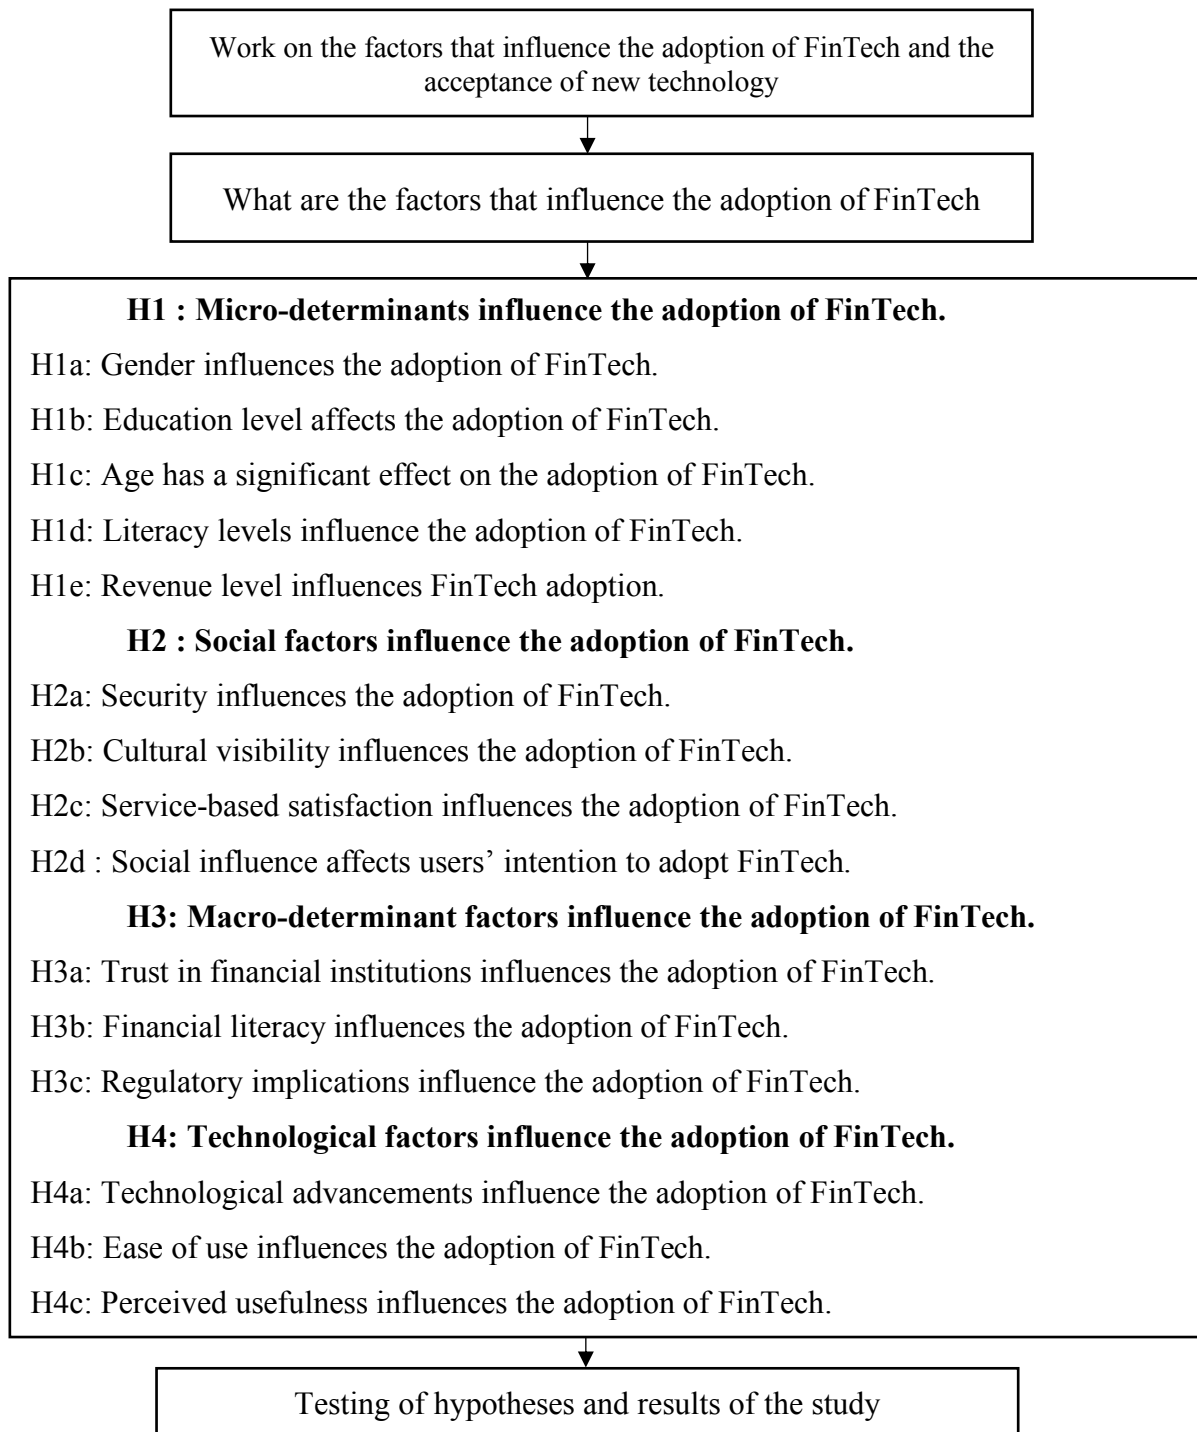 Work on the factors that influence the adoption of FinTech and the
acceptance of new technology
What are the factors that influence the adoption of FinTech
H1 : Micro-determinants influence the adoption of FinTech.
H1a: Gender influences the adoption of FinTech.
H1b: Education level affects the adoption of FinTech.
H1c: Age has a significant effect on the adoption of FinTech.
H1d: Literacy levels influence the adoption of FinTech.
H1e: Revenue level influences FinTech adoption.
H2 : Social factors influence the adoption of FinTech.
H2a: Security influences the adoption of FinTech.
H2b: Cultural visibility influences the adoption of FinTech.
H2c: Service-based satisfaction influences the adoption of FinTech.
H2d : Social influence affects users’ intention to adopt FinTech.
H3: Macro-determinant factors influence the adoption of FinTech.
H3a: Trust in financial institutions influences the adoption of FinTech.
H3b: Financial literacy influences the adoption of FinTech.
H3c: Regulatory implications influence the adoption of FinTech.
H4: Technological factors influence the adoption of FinTech.
H4a: Technological advancements influence the adoption of FinTech.
H4b: Ease of use influences the adoption of FinTech.
H4c: Perceived usefulness influences the adoption of FinTech.
Testing of hypotheses and results of the study